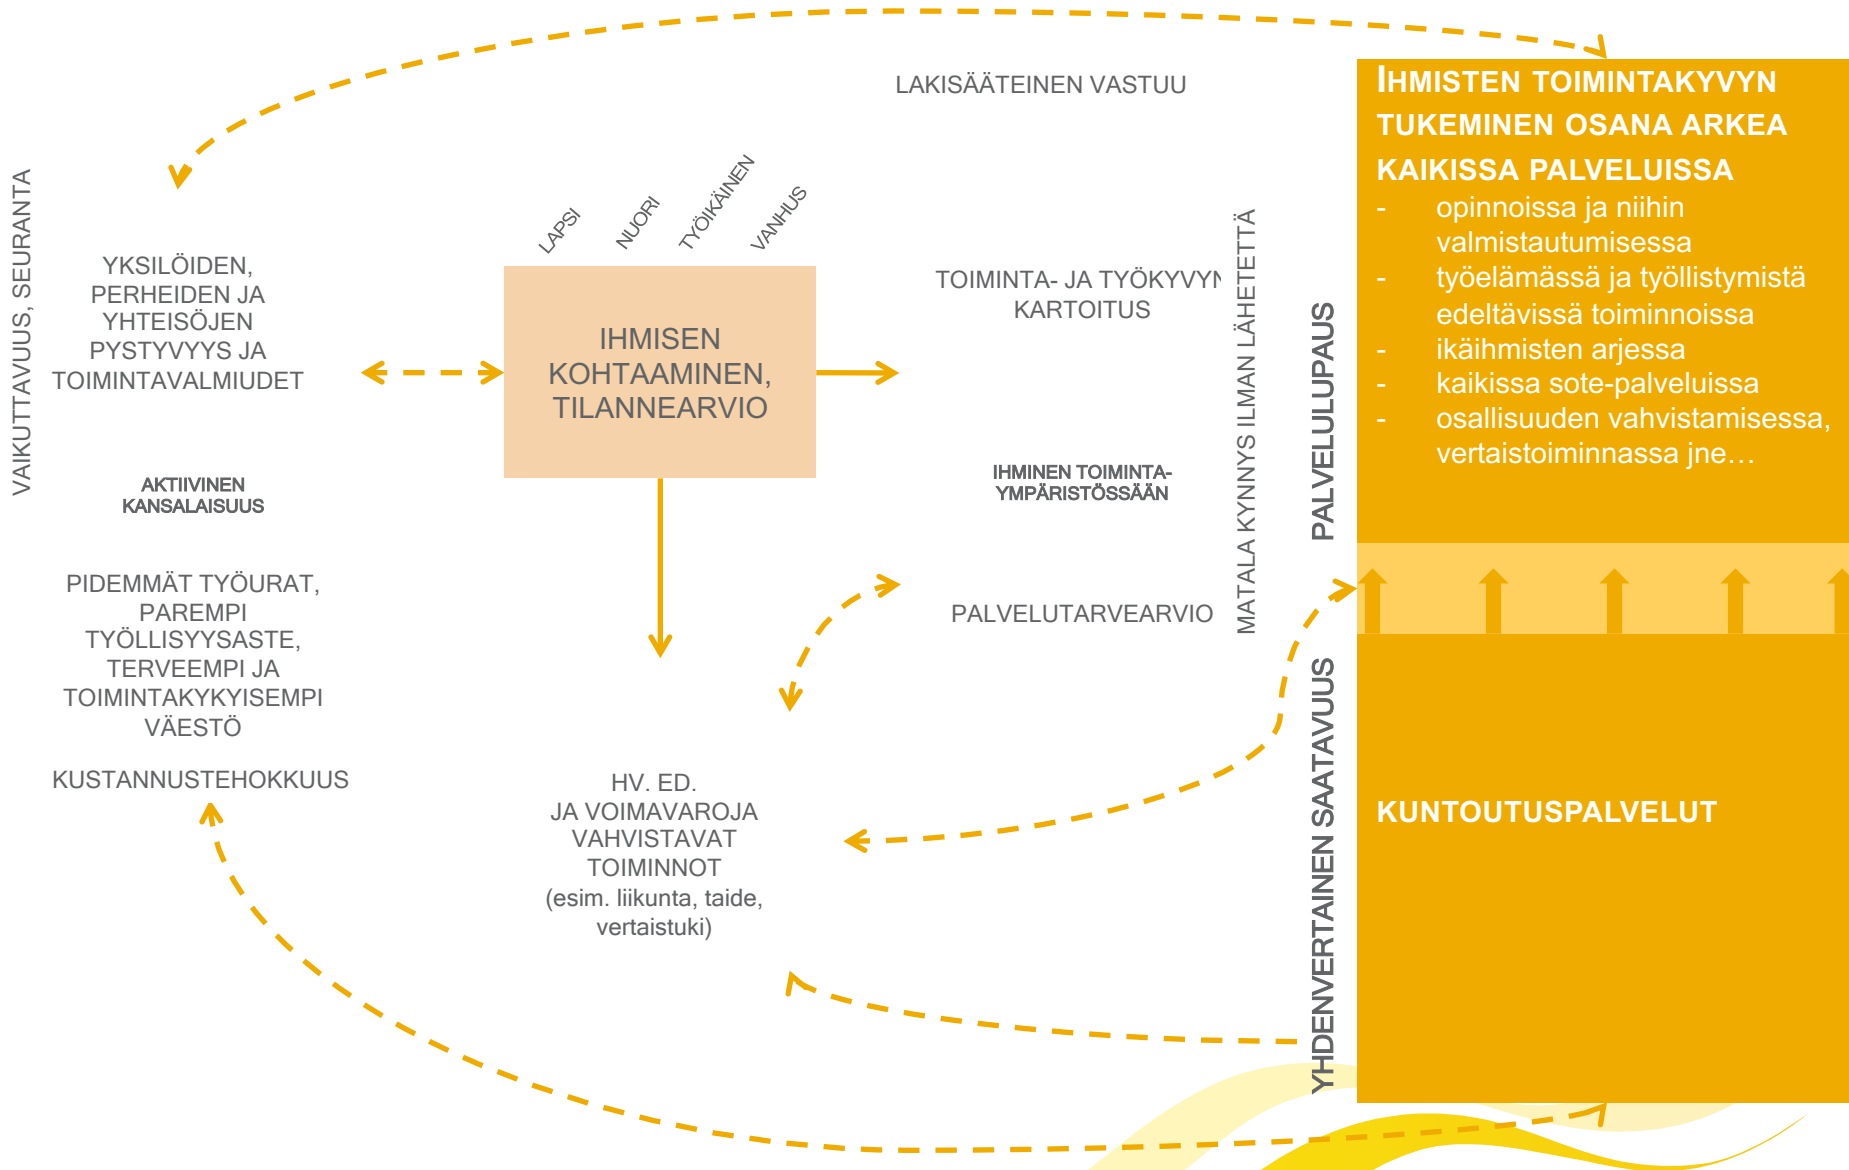 LAKISÄÄTEINEN VASTUU
VAIKUTTAVUUS, SEURANTA
YKSILÖIDEN,
PERHEIDEN JA
YHTEISÖJEN
PYSTYVYYS JA
TOIMINTAVALMIUDET
AKTIIVINEN
KANSALAISUUS
PIDEMMÄT TYÖURAT,
PAREMPI
TYÖLLISYYSASTE,
TERVEEMPI JA
TOIMINTAKYKYISEMPI
VÄESTÖ
KUSTANNUSTEHOKKUUS
LAPSI
NUORI
TYÖIKÄINEN
VANHUS
IHMISEN
KOHTAAMINEN,
TILANNEARVIO
HV. ED.
JA VOIMAVAROJA
VAHVISTAVAT
TOIMINNOT
(esim. liikunta, taide,
vertaistuki)
TOIMINTA- JA TYÖKYVYN
KARTOITUS
IHMINEN TOIMINTA-
YMPÄRISTÖSSÄÄN
PALVELUTARVEARVIO
MATALA KYNNYS ILMAN LÄHETETTÄ
PALVELULUPAUS
YHDENVERTAINEN SAATAVUUS
IHMISTEN TOIMINTAKYVYN
TUKEMINEN OSANA ARKEA
KAIKISSA PALVELUISSA
- opinnoissa ja niihin
valmistautumisessa
- työelämässä ja työllistymistä
edeltävissä toiminnoissa
- ikäihmisten arjessa
- kaikissa sote-palveluissa
- osallisuuden vahvistamisessa,
vertaistoiminnassa jne…
KUNTOUTUSPALVELUT